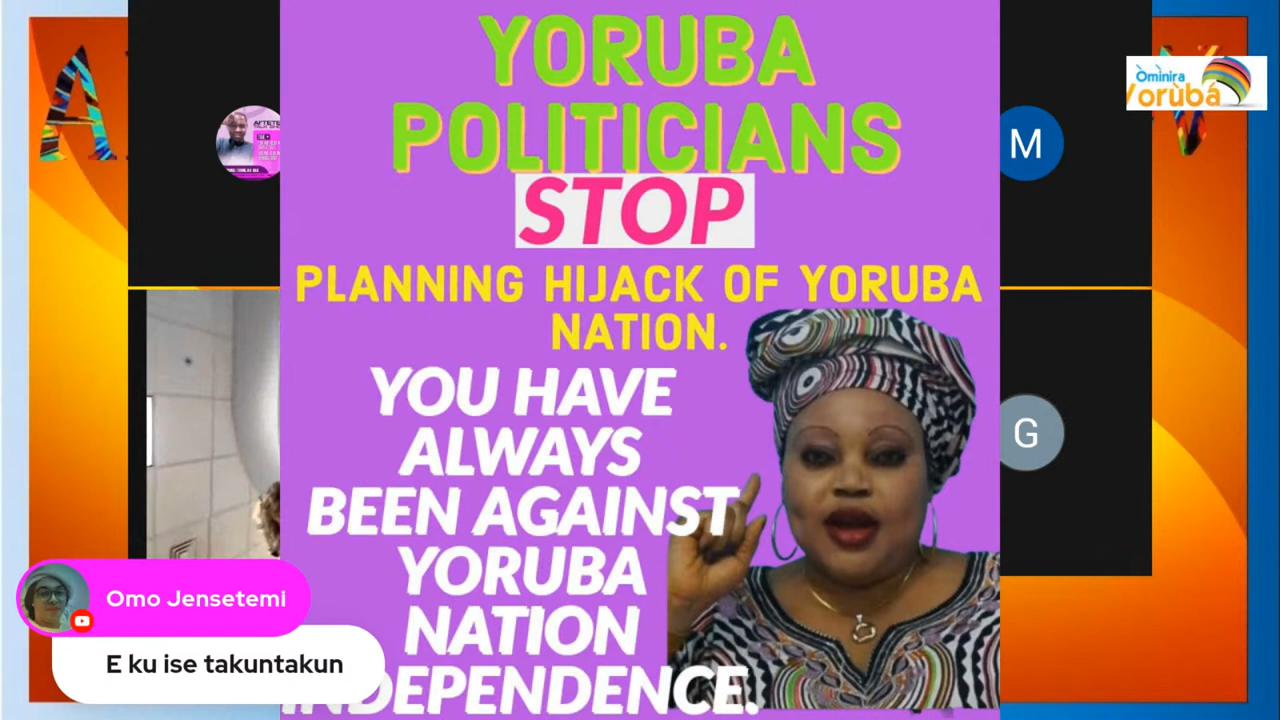 YORUBA
POLITICIANS
STOP
PLANNING HIJACK OF YORUBA
NATION.
YOU HAVE
ALWAYS
BEEN AGAINST
YORUBA
NATION
INDEPENDENCE.
Òmìnira
Yorùbá
M
G
Omo Jensetemi
E ku ise takuntakun